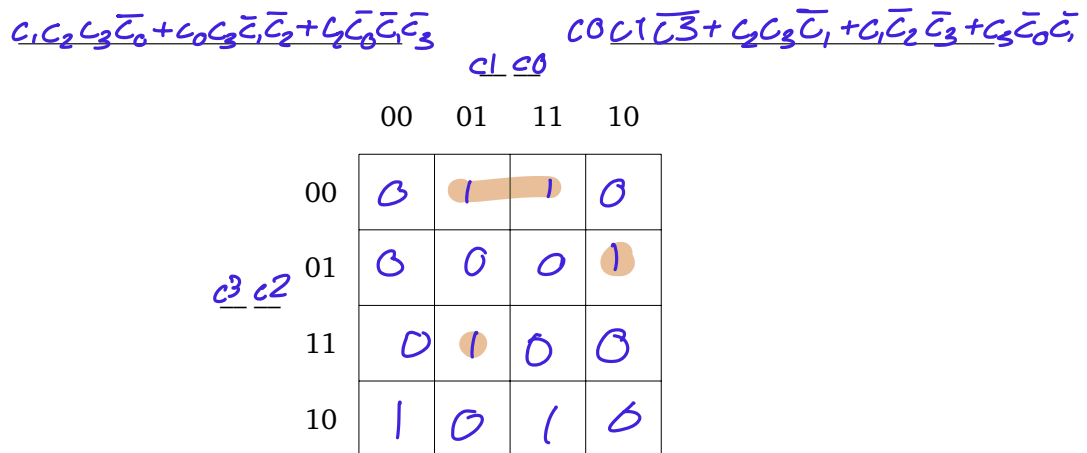 c₁c₂c₃c̅₀ + c₀c₃c̅₁c̅₂ + c₂c̅₀c̅₁c̅₃ c0c1c̅3̅ + c₂c₃c̅₁ + c₁c̅₂c̅₃ + c₃c̅₀c̅₁
c1 c0
00 01 11 10
00 0 1 1 0
01 0 0 0 1
c3 c2
11 0 1 0 0
10 1 0 1 0